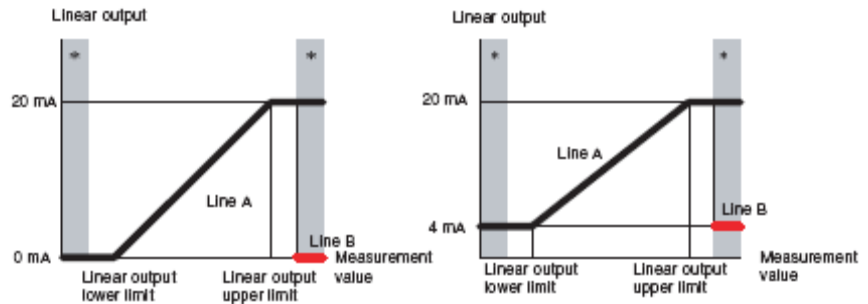 Linear output
*
*
20 mA
Line A
Line B
0 mA
Measurement
value
Linear output
lower limit
Linear output
upper limit
Linear output
*
*
20 mA
Line A
Line B
4 mA
Measurement
value
Linear output
lower limit
Linear output
upper limit